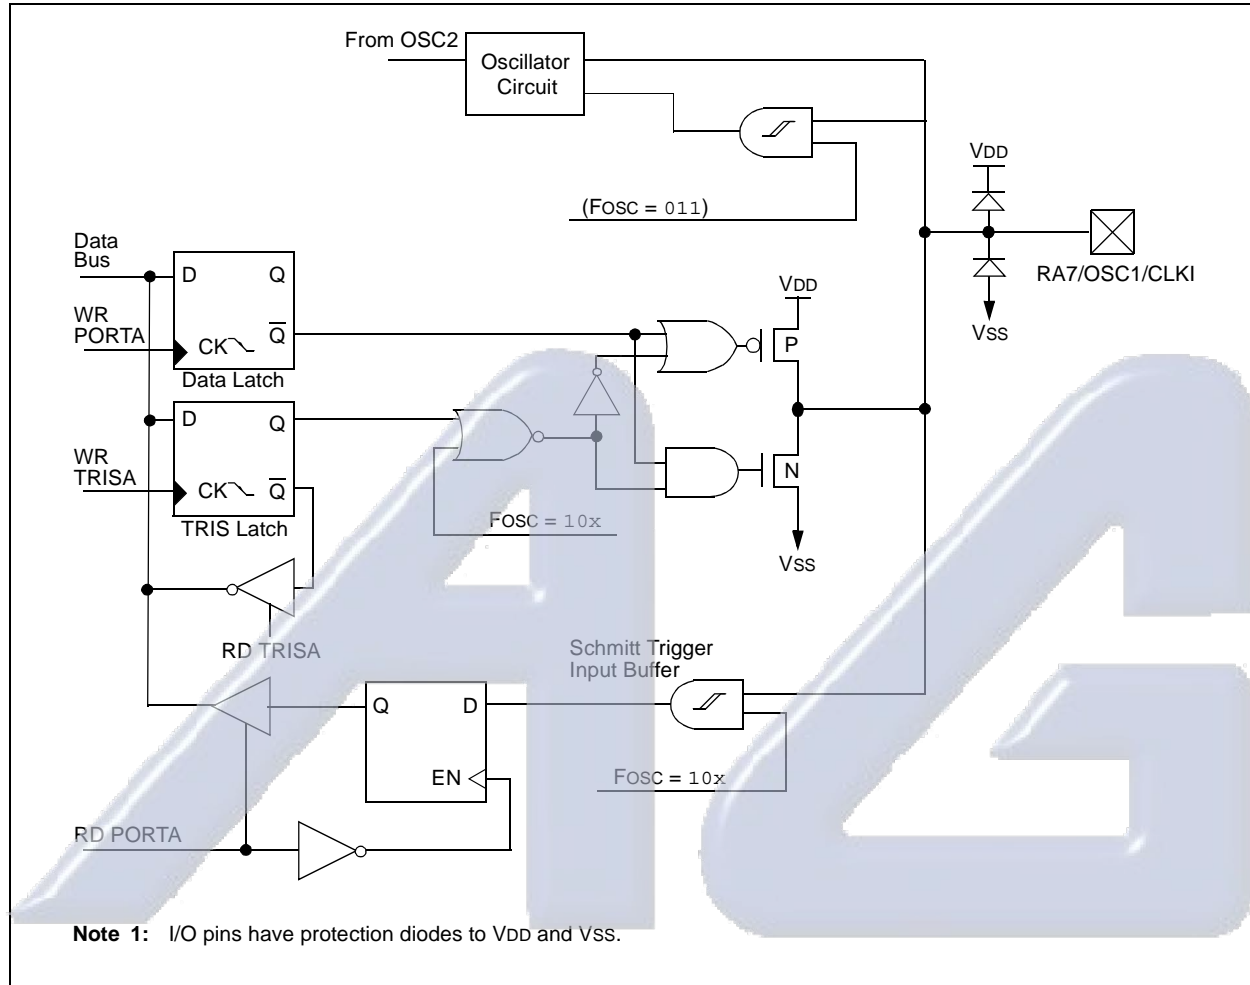 From OSC2
Oscillator
Circuit
VDD
(FOSC = 011)
RA7/OSC1/CLKI
VSS
Data
Bus
D
Q
WR
PORTA
CK
Q
Data Latch
VDD
P
D
Q
WR
TRISA
CK
Q
TRIS Latch
N
FOSC = 10x
VSS
RD TRISA
Schmitt Trigger
Input Buffer
Q
D
EN
FOSC = 10x
RD PORTA
Note 1: I/O pins have protection diodes to VDD and VSS.
AG